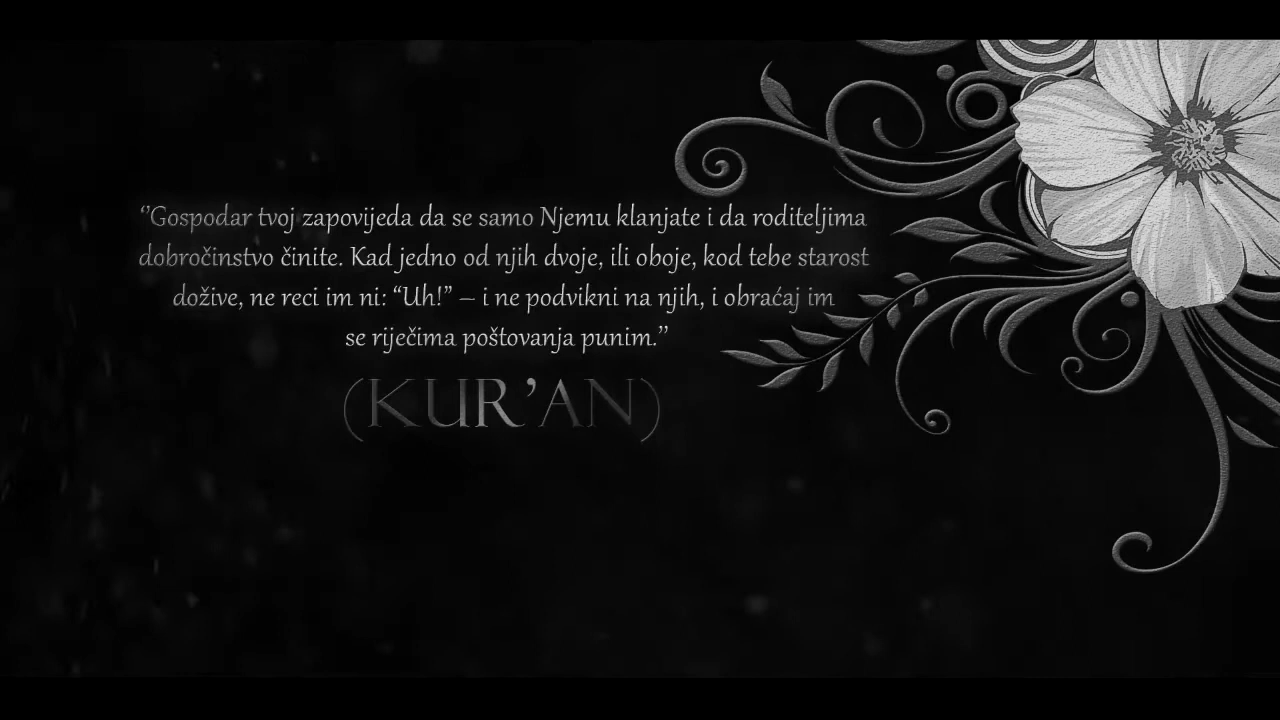 ‘’Gospodar tvoj zapovijeda da se samo Njemu klanjate i da roditeljima
dobročinstvo činite. Kad jedno od njih dvoje, ili oboje, kod tebe starost
dožive, ne reci im ni: “Uh!” – i ne podvikni na njih, i obraćaj im
se riječima poštovanja punim.’’
(KUR’AN)